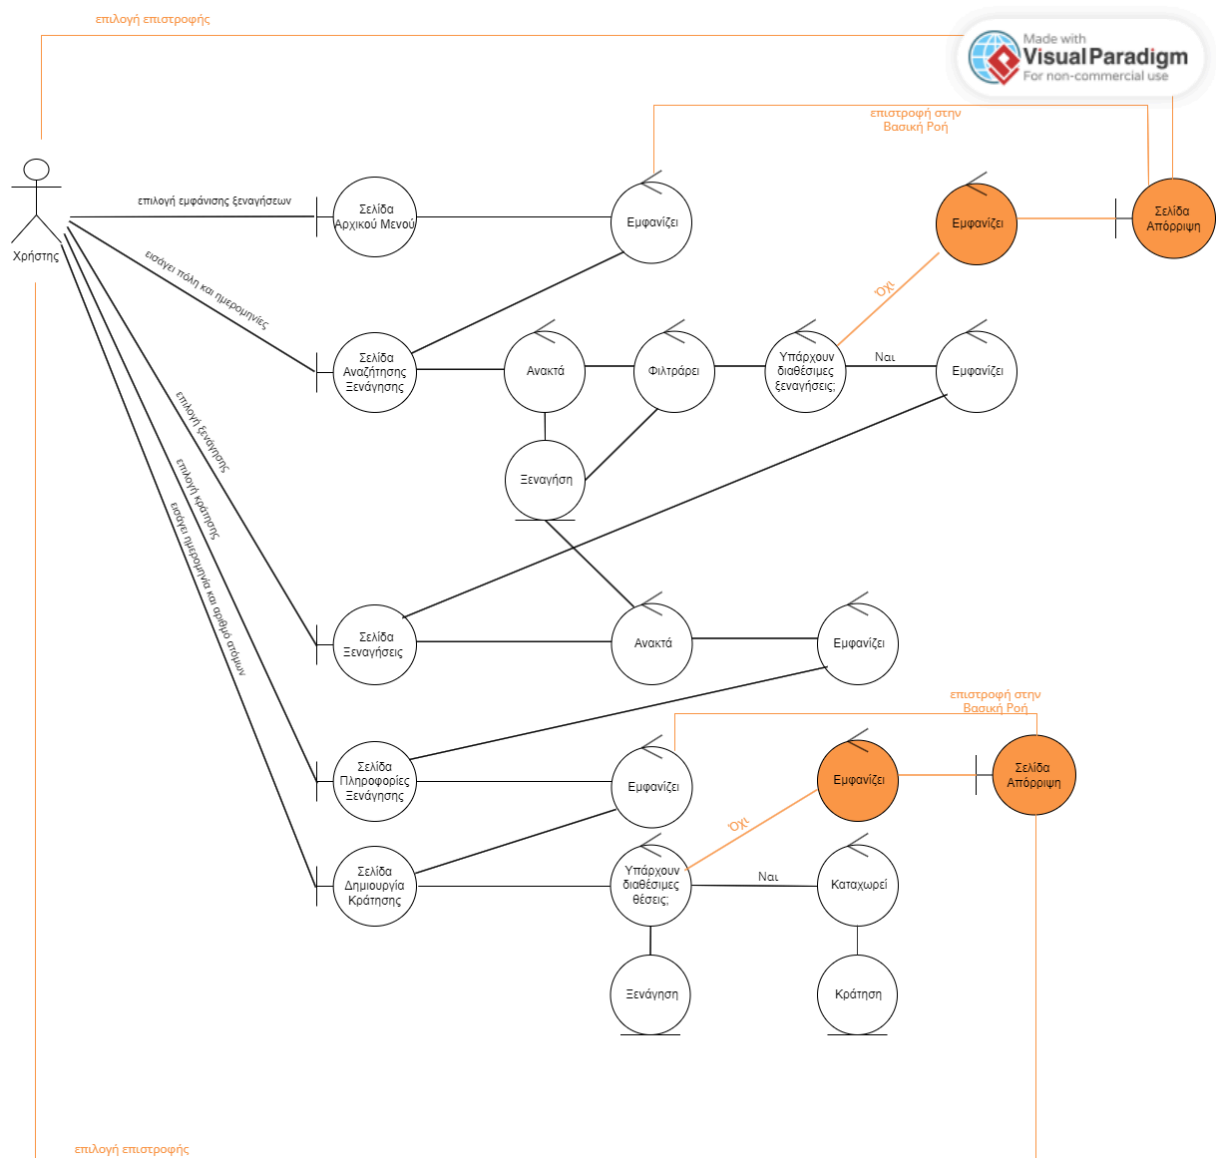 επιλογή επιστροφής
Made with
Visual Paradigm
For non-commercial use
επιστροφή στην
Βασική Ροή
Χρήστης
επιλογή εμφάνισης ξεναγήσεων
Σελίδα
Αρχικού Μενού
Εμφανίζει
Εμφανίζει
Σελίδα
Απόρριψη
εισάγει πόλη και ημερομηνίες
Όχι
Σελίδα
Αναζήτησης
Ξενάγησης
Ανακτά
Φιλτράρει
Υπάρχουν
διαθέσιμες
ξεναγήσεις;
Ναι
Εμφανίζει
επιλογή ξενάγησης
Ξεναγήση
επιλογή κράτησης
εισάγει ημερομηνία και αριθμό ατόμων
Σελίδα
Ξεναγήσεις
Ανακτά
Εμφανίζει
επιστροφή στην
Βασική Ροή
Σελίδα
Πληροφορίες
Ξενάγησης
Εμφανίζει
Εμφανίζει
Σελίδα
Απόρριψη
Όχι
Σελίδα
Δημιουργία
Κράτησης
Υπάρχουν
διαθέσιμες
θέσεις;
Ναι
Καταχωρεί
Ξενάγηση
Κράτηση
επιλογή επιστροφής